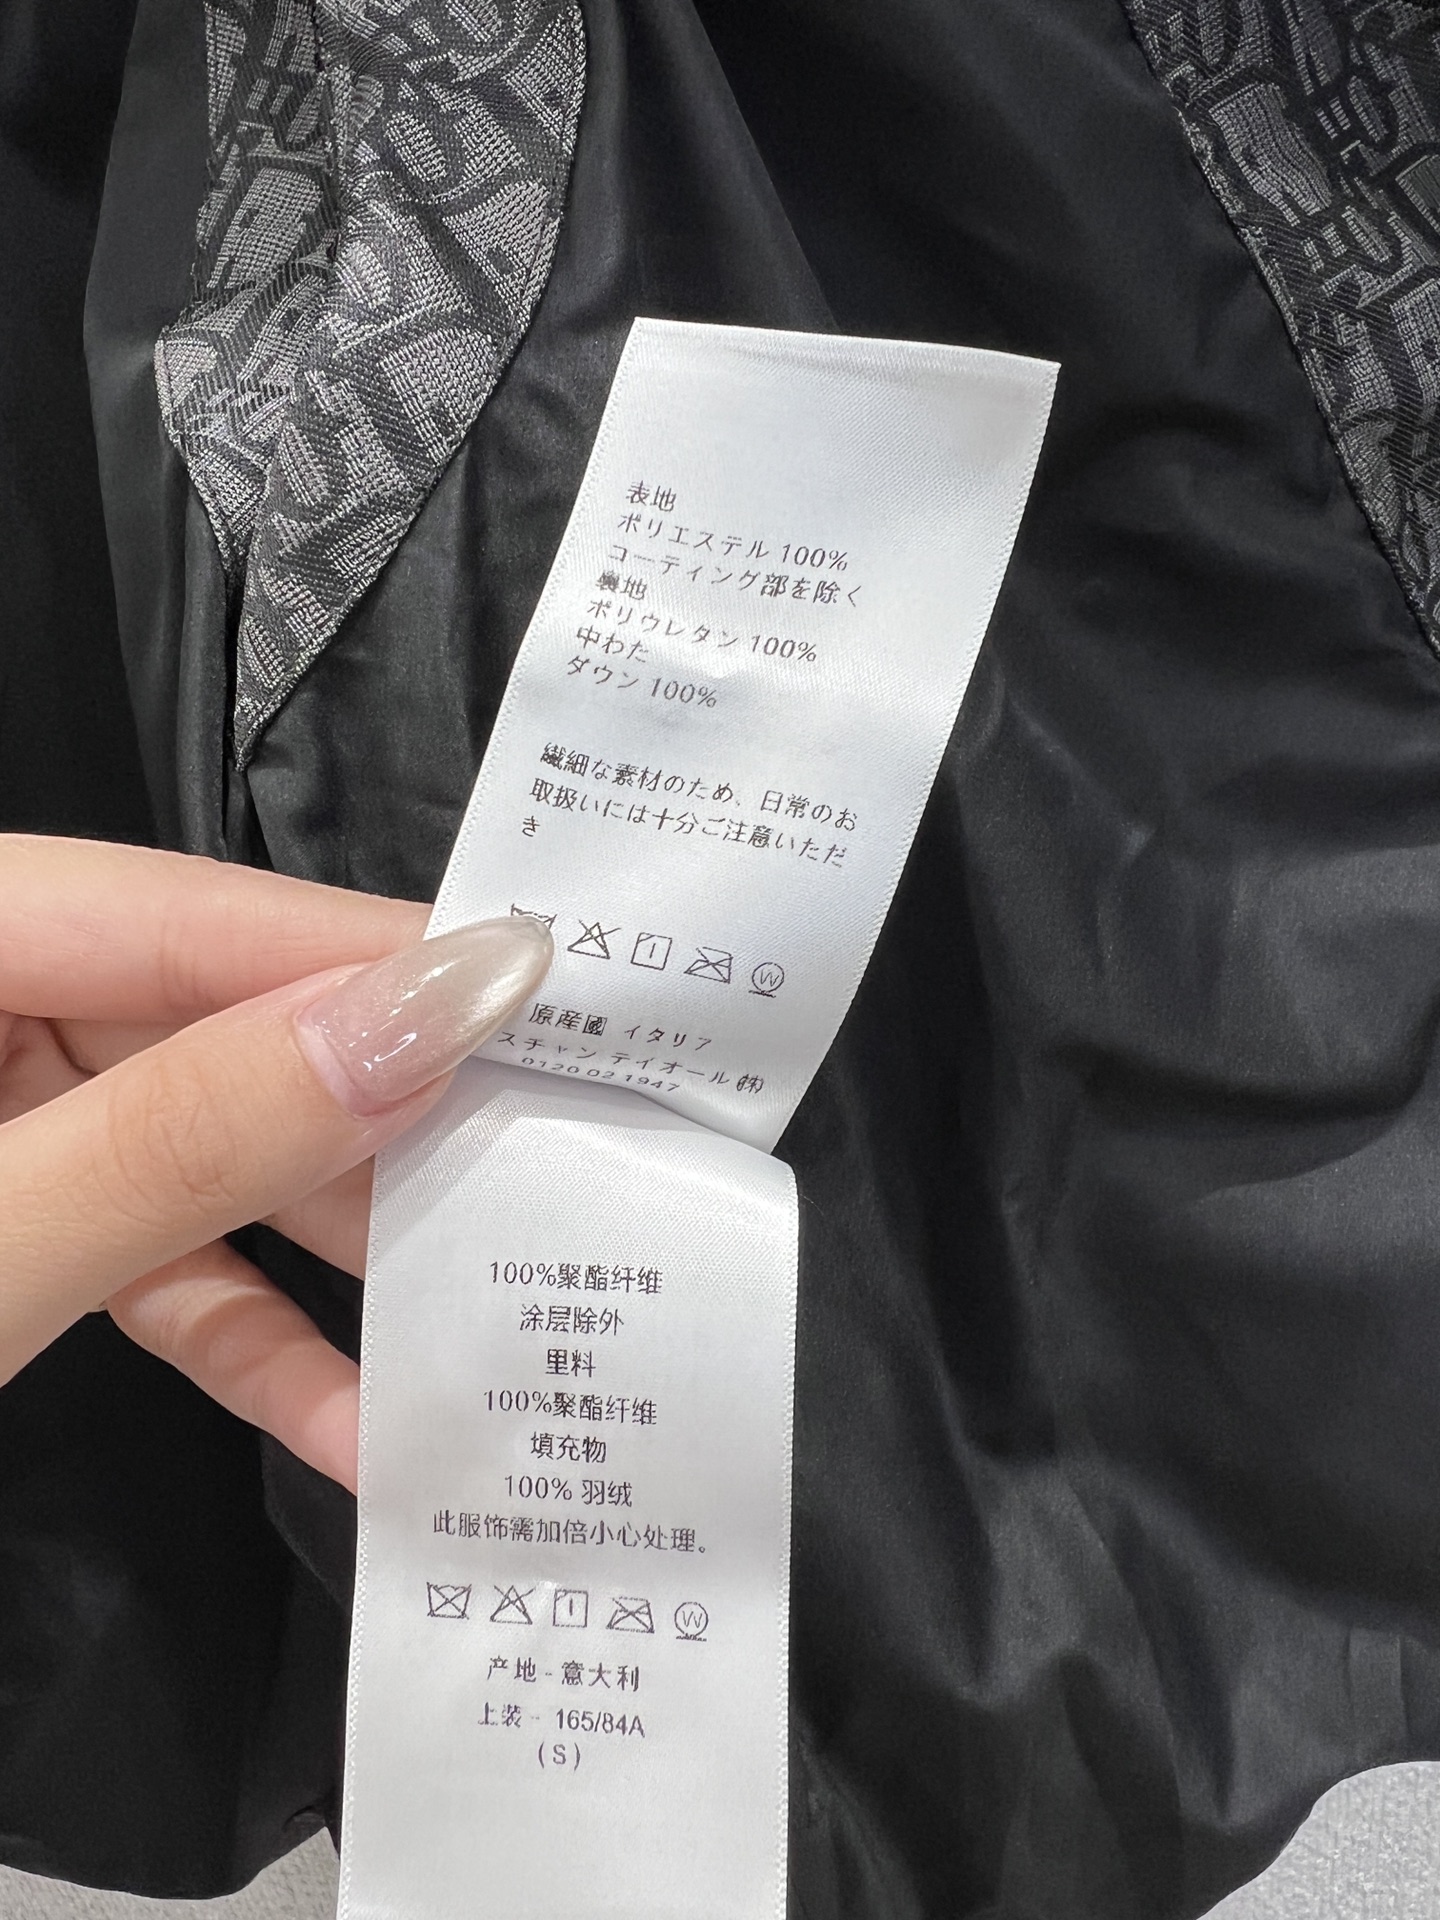 表地
ポリエステル 100%
コーティング部を除く
裏地
ポリウレタン 100%
中わた
ダウン 100%
繊細な素材のため、日常のお
取扱いには十分ご注意いただ
き
原産國 イタリア
スチャン ディオール ㈱
0120 02 1947
100%聚酯纤维
涂层除外
里料
100%聚酯纤维
填充物
100% 羽绒
此服饰需加倍小心处理。
产地 - 意大利
上装 - 165/84A
(S)